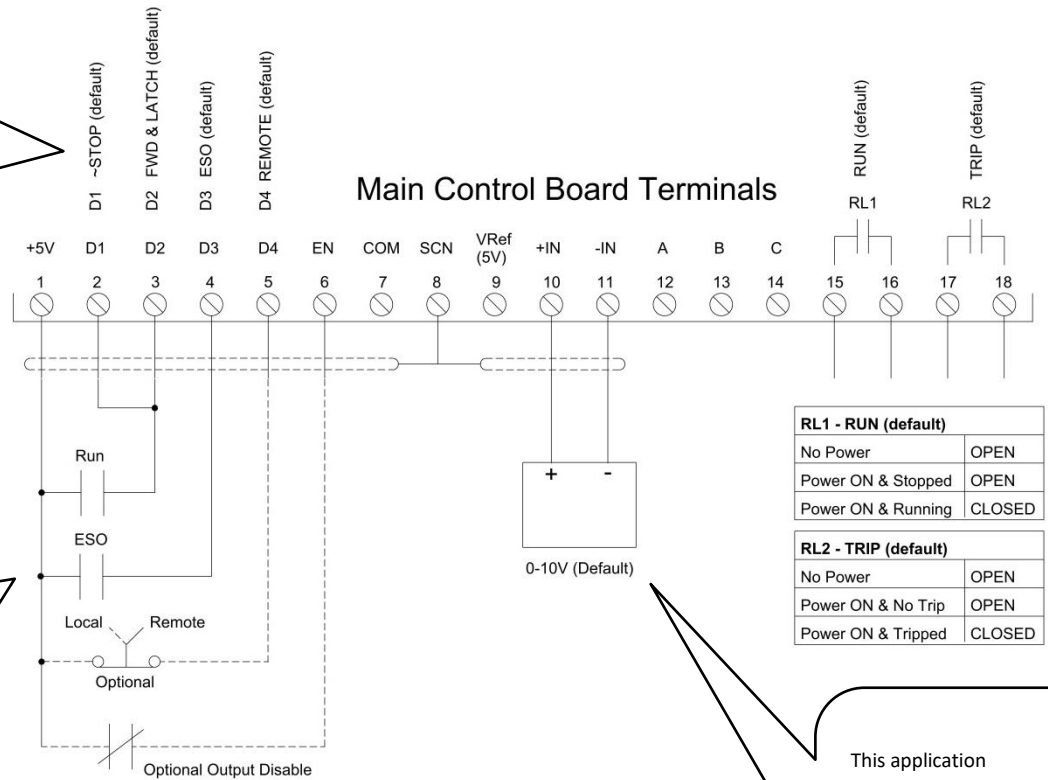 D1 ~STOP (default)
D2 FWD & LATCH (default)
D3 ESO (default)
D4 REMOTE (default)
Main Control Board Terminals
RUN (default)
RL1
TRIP (default)
RL2
+5V D1 D2 D3 D4 EN COM SCN VRef (5V) +IN -IN A B C
1 2 3 4 5 6 7 8 9 10 11 12 13 14 15 16 17 18
Run
ESO
Local Remote
Optional
Optional Output Disable
+ -
0-10V (Default)
RL1 - RUN (default)
No Power OPEN
Power ON & Stopped OPEN
Power ON & Running CLOSED
RL2 - TRIP (default)
No Power OPEN
Power ON & No Trip OPEN
Power ON & Tripped CLOSED
This application